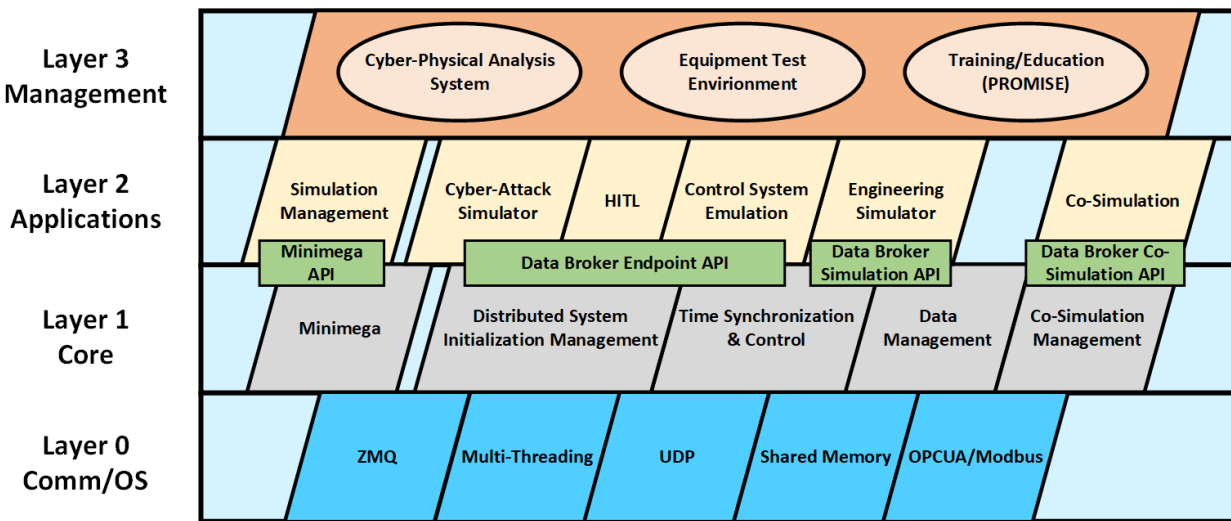 Layer 3
Management
Cyber-Physical Analysis
System
Equipment Test
Envirionment
Training/Education
(PROMISE)
Layer 2
Applications
Simulation
Management
Cyber-Attack
Simulator
HITL
Control System
Emulation
Engineering
Simulator
Co-Simulation
Minimega
API
Data Broker Endpoint API
Data Broker
Simulation API
Data Broker Co-
Simulation API
Layer 1
Core
Minimega
Distributed System
Initialization Management
Time Synchronization
& Control
Data
Management
Co-Simulation
Management
Layer 0
Comm/OS
ZMQ
Multi-Threading
UDP
Shared Memory
OPCUA/Modbus